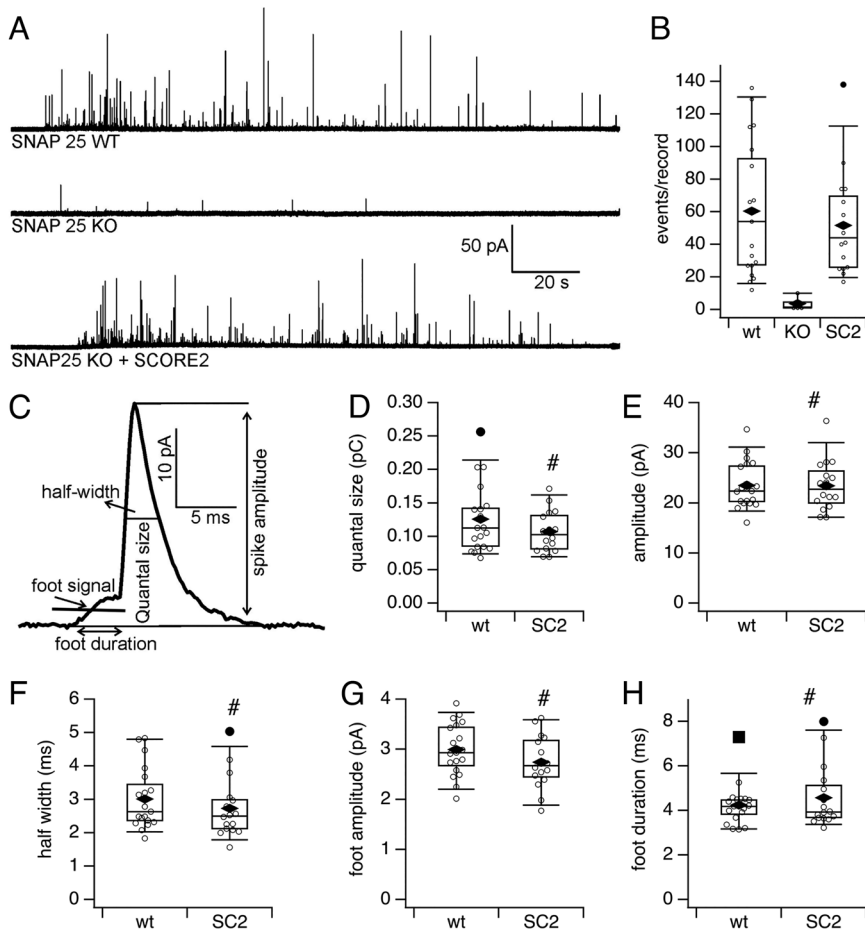 A
SNAP 25 WT
SNAP 25 KO
50 pA
20 s
SNAP25 KO + SCORE2
B
events/record
140
120
100
80
60
40
20
0
wt KO SC2
C
10 pA
5 ms
half-width
Quantal size
spike amplitude
foot signal
foot duration
D
quantal size (pC)
0.30
0.25
0.20
0.15
0.10
0.05
0.00
#
wt SC2
E
amplitude (pA)
40
30
20
10
0
#
wt SC2
F
half width (ms)
6
5
4
3
2
1
0
#
wt SC2
G
foot amplitude (pA)
4
3
2
1
0
#
wt SC2
H
foot duration (ms)
8
6
4
2
0
#
wt SC2